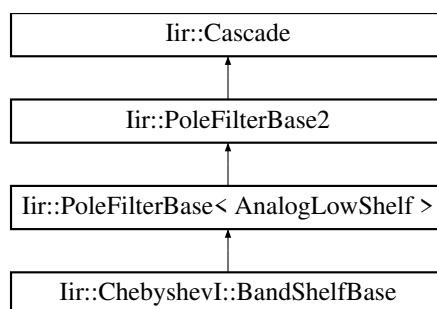 Iir::Cascade
Iir::PoleFilterBase2
Iir::PoleFilterBase< AnalogLowShelf >
Iir::ChebyshevI::BandShelfBase